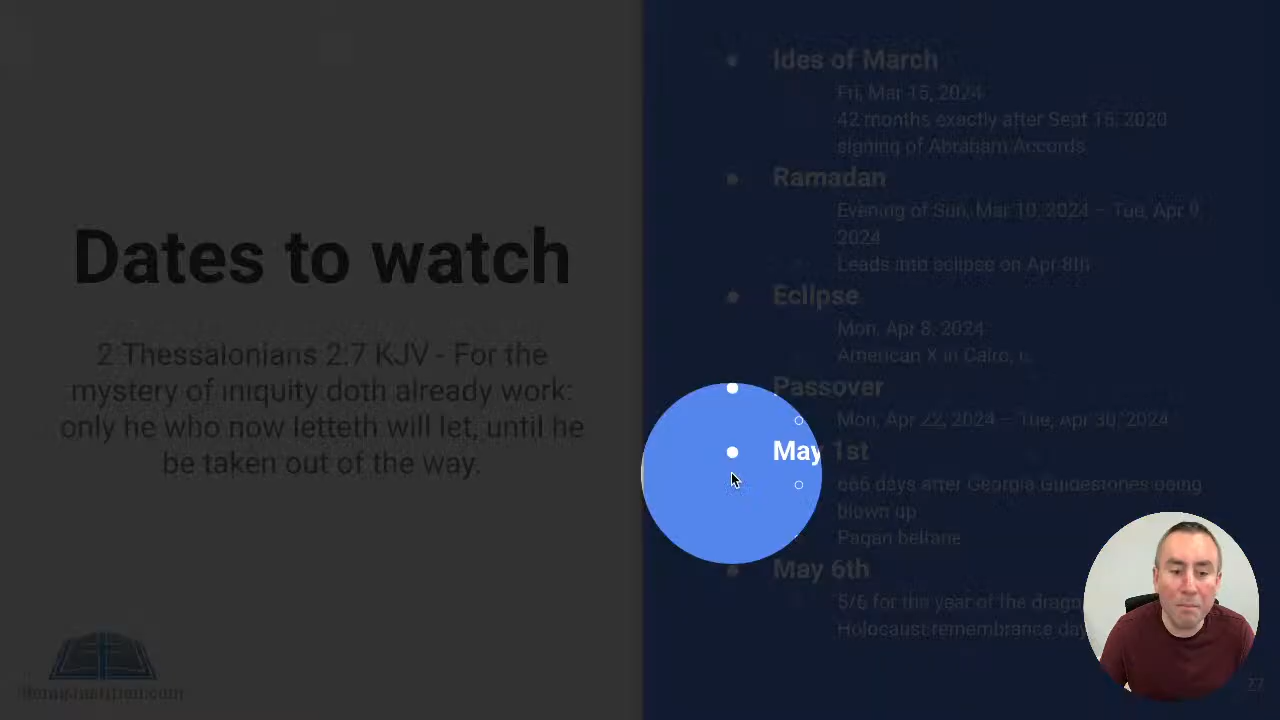 Dates to watch
2 Thessalonians 2:7 KJV - For the
mystery of iniquity doth already work:
only he who now letteth will let, until he
be taken out of the way.
Ides of March
Fri, Mar 15, 2024
42 months exactly after Sept 15, 2020
signing of Abraham Accords
Ramadan
Evening of Sun, Mar 10, 2024 – Tue, Apr 9,
2024
Leads into eclipse on Apr 8th
Eclipse
Mon, Apr 8, 2024
American X in Cairo,
Passover
Mon, Apr 22, 2024 – Tue, Apr 30, 2024
May 1st
666 days after Georgia Guidestones being
blown up
Pagan beltane
May 6th
5/6 for the year of the
Holocaust remembrance day
27